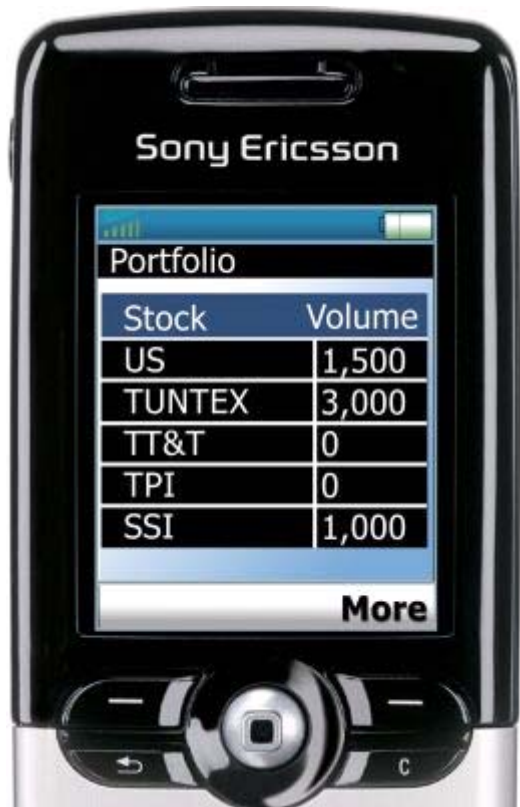 Sony Ericsson
Portfolio
Stock Volume
US 1,500
TUNTEX 3,000
TT&T 0
TPI 0
SSI 1,000
More
C